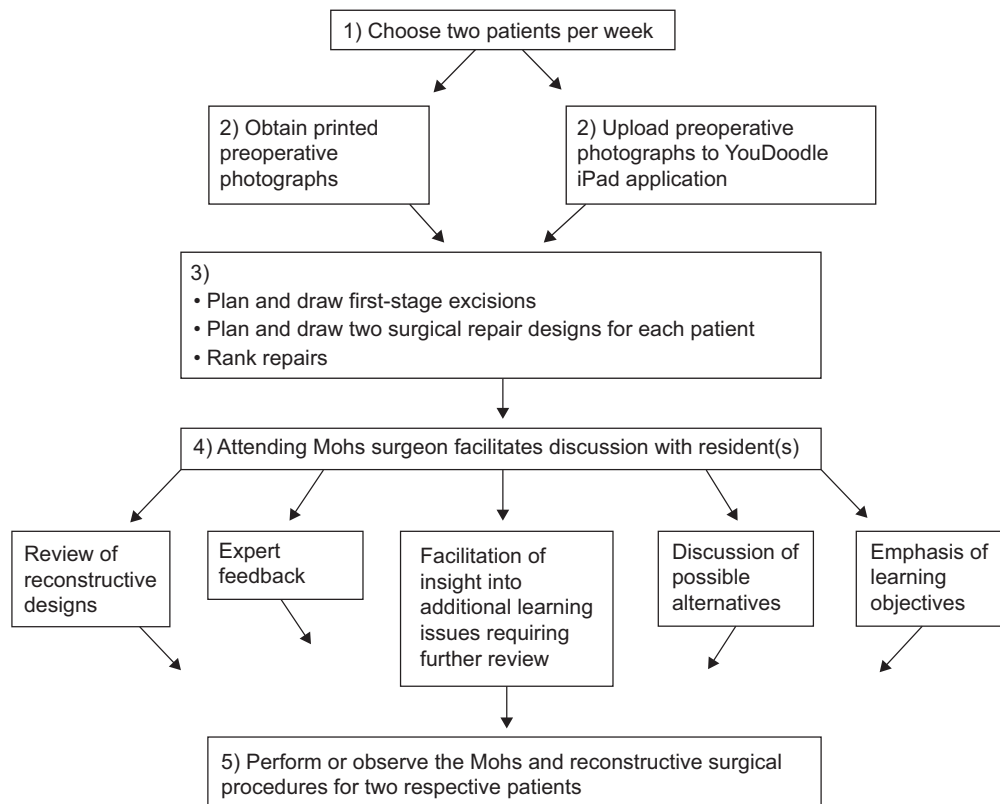 1) Choose two patients per week
2) Obtain printed
preoperative
photographs
2) Upload preoperative
photographs to YouDoodle
iPad application
3)
• Plan and draw first-stage excisions
• Plan and draw two surgical repair designs for each patient
• Rank repairs
4) Attending Mohs surgeon facilitates discussion with resident(s)
Review of
reconstructive
designs
Expert
feedback
Facilitation of
insight into
additional learning
issues requiring
further review
Discussion of
possible
alternatives
Emphasis of
learning
objectives
5) Perform or observe the Mohs and reconstructive surgical
procedures for two respective patients